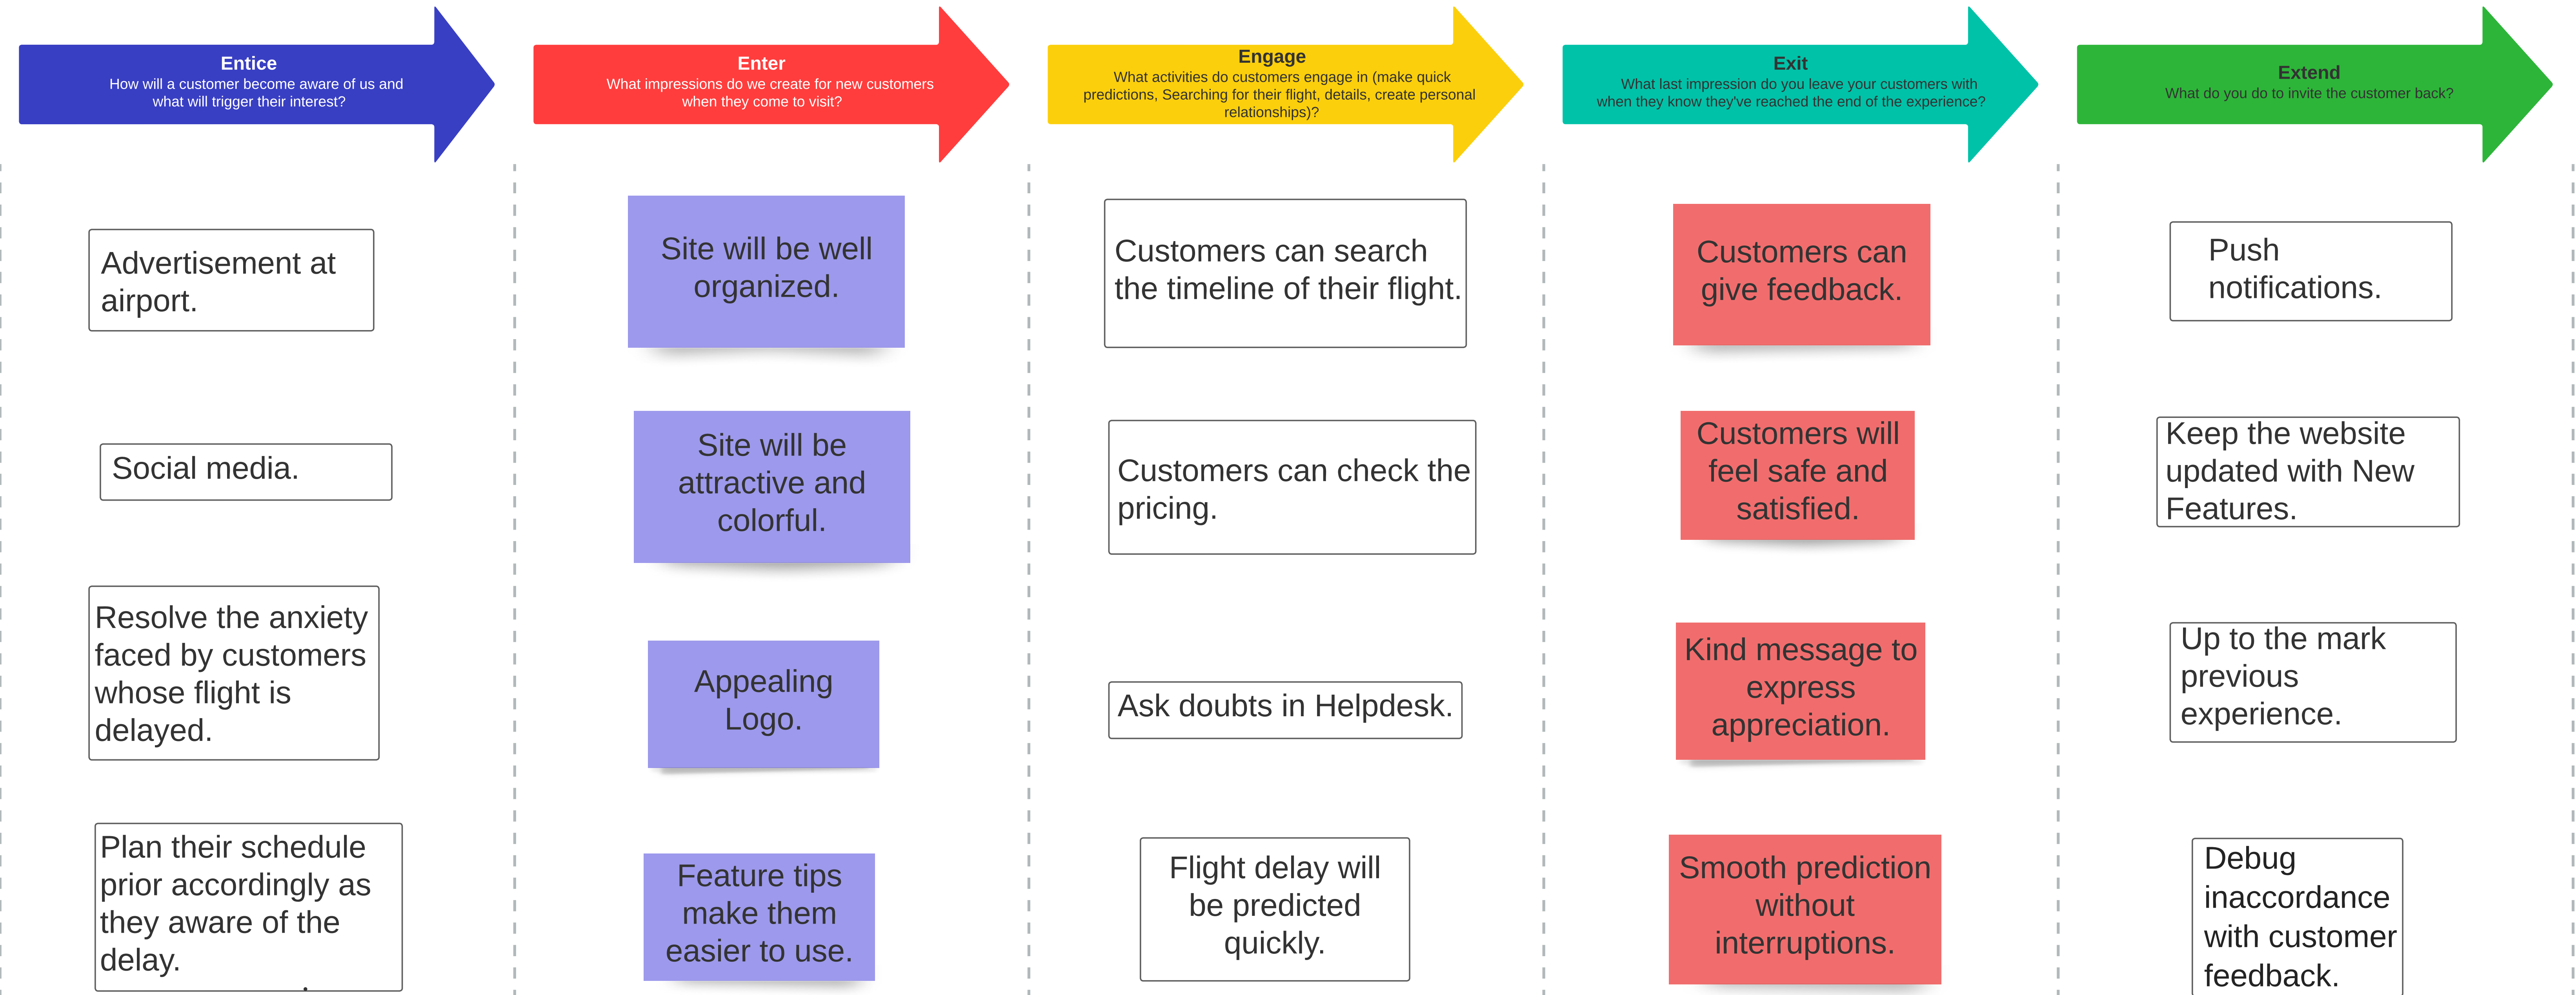 Entice
How will a customer become aware of us and
what will trigger their interest?
Advertisement at
airport.
Social media.
Resolve the anxiety
faced by customers
whose flight is
delayed.
Plan their schedule
prior accordingly as
they aware of the
delay.
Enter
What impressions do we create for new customers
when they come to visit?
Site will be well
organized.
Site will be
attractive and
colorful.
Appealing
Logo.
Feature tips
make them
easier to use.
Engage
What activities do customers engage in (make quick
predictions, Searching for their flight, details, create personal
relationships)?
Customers can search
the timeline of their flight.
Customers can check the
pricing.
Ask doubts in Helpdesk.
Flight delay will
be predicted
quickly.
Exit
What last impression do you leave your customers with
when they know they've reached the end of the experience?
Customers can
give feedback.
Customers will
feel safe and
satisfied.
Kind message to
express
appreciation.
Smooth prediction
without
interruptions.
Extend
What do you do to invite the customer back?
Push
notifications.
Keep the website
updated with New
Features.
Up to the mark
previous
experience.
Debug
inaccordance
with customer
feedback.